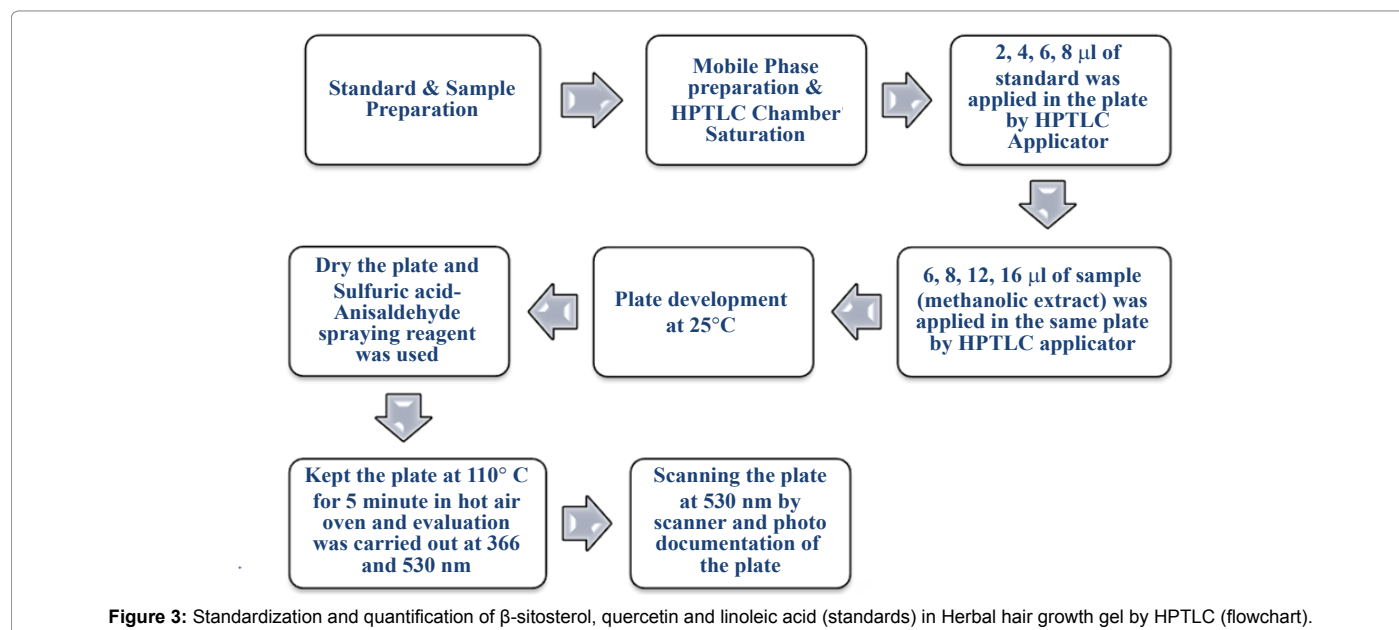 Standard & Sample
Preparation
Mobile Phase
preparation &
HPTLC Chamber
Saturation
2, 4, 6, 8 µl of
standard was
applied in the plate
by HPTLC
Applicator
6, 8, 12, 16 µl of sample
(methanolic extract) was
applied in the same plate
by HPTLC applicator
Plate development
at 25°C
Dry the plate and
Sulfuric acid-
Anisaldehyde
spraying reagent
was used
Kept the plate at 110° C
for 5 minute in hot air
oven and evaluation
was carried out at 366
and 530 nm
Scanning the plate
at 530 nm by
scanner and photo
documentation of
the plate
Figure 3: Standardization and quantification of β-sitosterol, quercetin and linoleic acid (standards) in Herbal hair growth gel by HPTLC (flowchart).